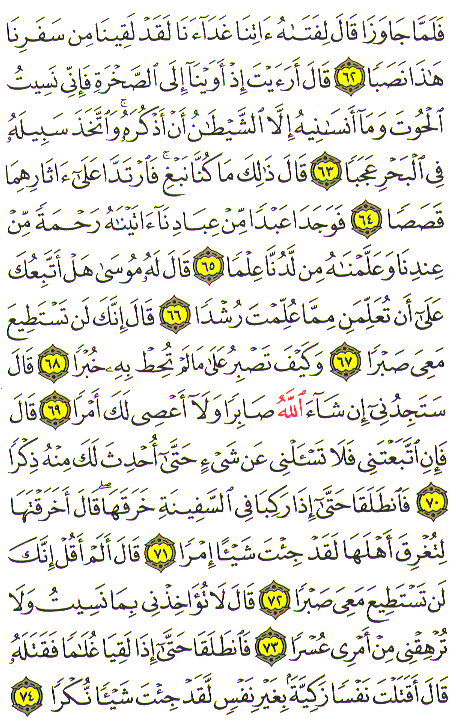 فَلَمَّا جَاوَزَا قَالَ لِفَتَىٰهُ ءَاتِنَا غَدَآءَنَا لَقَدْ لَقِينَا مِن سَفَرِنَا
هَٰذَا نَصَبًا ٦٢ قَالَ أَرَءَيْتَ إِذْ أَوَيْنَآ إِلَى ٱلصَّخْرَةِ فَإِنِّى نَسِيتُ
ٱلْحُوتَ وَمَآ أَنسَىٰنِيهُ إِلَّا ٱلشَّيْطَٰنُ أَنْ أَذْكُرَهُۥ ۚ وَٱتَّخَذَ سَبِيلَهُۥ
فِى ٱلْبَحْرِ عَجَبًا ٦٣ قَالَ ذَٰلِكَ مَا كُنَّا نَبْغِ ۚ فَٱرْتَدَّا عَلَىٰٓ ءَاثَارِهِمَا
قَصَصًا ٦٤ فَوَجَدَا عَبْدًا مِّنْ عِبَادِنَآ ءَاتَيْنَٰهُ رَحْمَةً مِّنْ
عِندِنَا وَعَلَّمْنَٰهُ مِن لَّدُنَّا عِلْمًا ٦٥ قَالَ لَهُۥ مُوسَىٰ هَلْ أَتَّبِعُكَ
عَلَىٰٓ أَن تُعَلِّمَنِ مِمَّا عُلِّمْتَ رُشْدًا ٦٦ قَالَ إِنَّكَ لَن تَسْتَطِيعَ
مَعِىَ صَبْرًا ٦٧ وَكَيْفَ تَصْبِرُ عَلَىٰ مَا لَمْ تُحِطْ بِهِۦ خُبْرًا ٦٨ قَالَ
سَتَجِدُنِىٓ إِن شَآءَ ٱللَّهُ صَابِرًا وَلَآ أَعْصِى لَكَ أَمْرًا ٦٩ قَالَ
فَإِنِ ٱتَّبَعْتَنِى فَلَا تَسْـَٔلْنِى عَن شَىْءٍ حَتَّىٰٓ أُحْدِثَ لَكَ مِنْهُ ذِكْرًا
٧٠ فَٱنطَلَقَا حَتَّىٰٓ إِذَا رَكِبَا فِى ٱلسَّفِينَةِ خَرَقَهَا ۖ قَالَ أَخَرَقْتَهَا
لِتُغْرِقَ أَهْلَهَا لَقَدْ جِئْتَ شَيْـًٔا إِمْرًا ٧١ قَالَ أَلَمْ أَقُلْ إِنَّكَ
لَن تَسْتَطِيعَ مَعِىَ صَبْرًا ٧٢ قَالَ لَا تُؤَاخِذْنِى بِمَا نَسِيتُ وَلَا
تُرْهِقْنِى مِنْ أَمْرِى عُسْرًا ٧٣ فَٱنطَلَقَا حَتَّىٰٓ إِذَا لَقِيَا غُلَٰمًا فَقَتَلَهُۥ
قَالَ أَقَتَلْتَ نَفْسًا زَكِيَّةًۢ بِغَيْرِ نَفْسٍ لَّقَدْ جِئْتَ شَيْـًٔا نُّكْرًا ٧٤